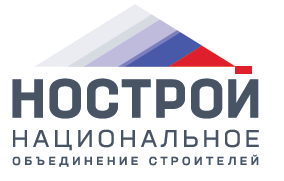 НОСТРОЙ
НАЦИОНАЛЬНОЕ
ОБЪЕДИНЕНИЕ СТРОИТЕЛЕЙ